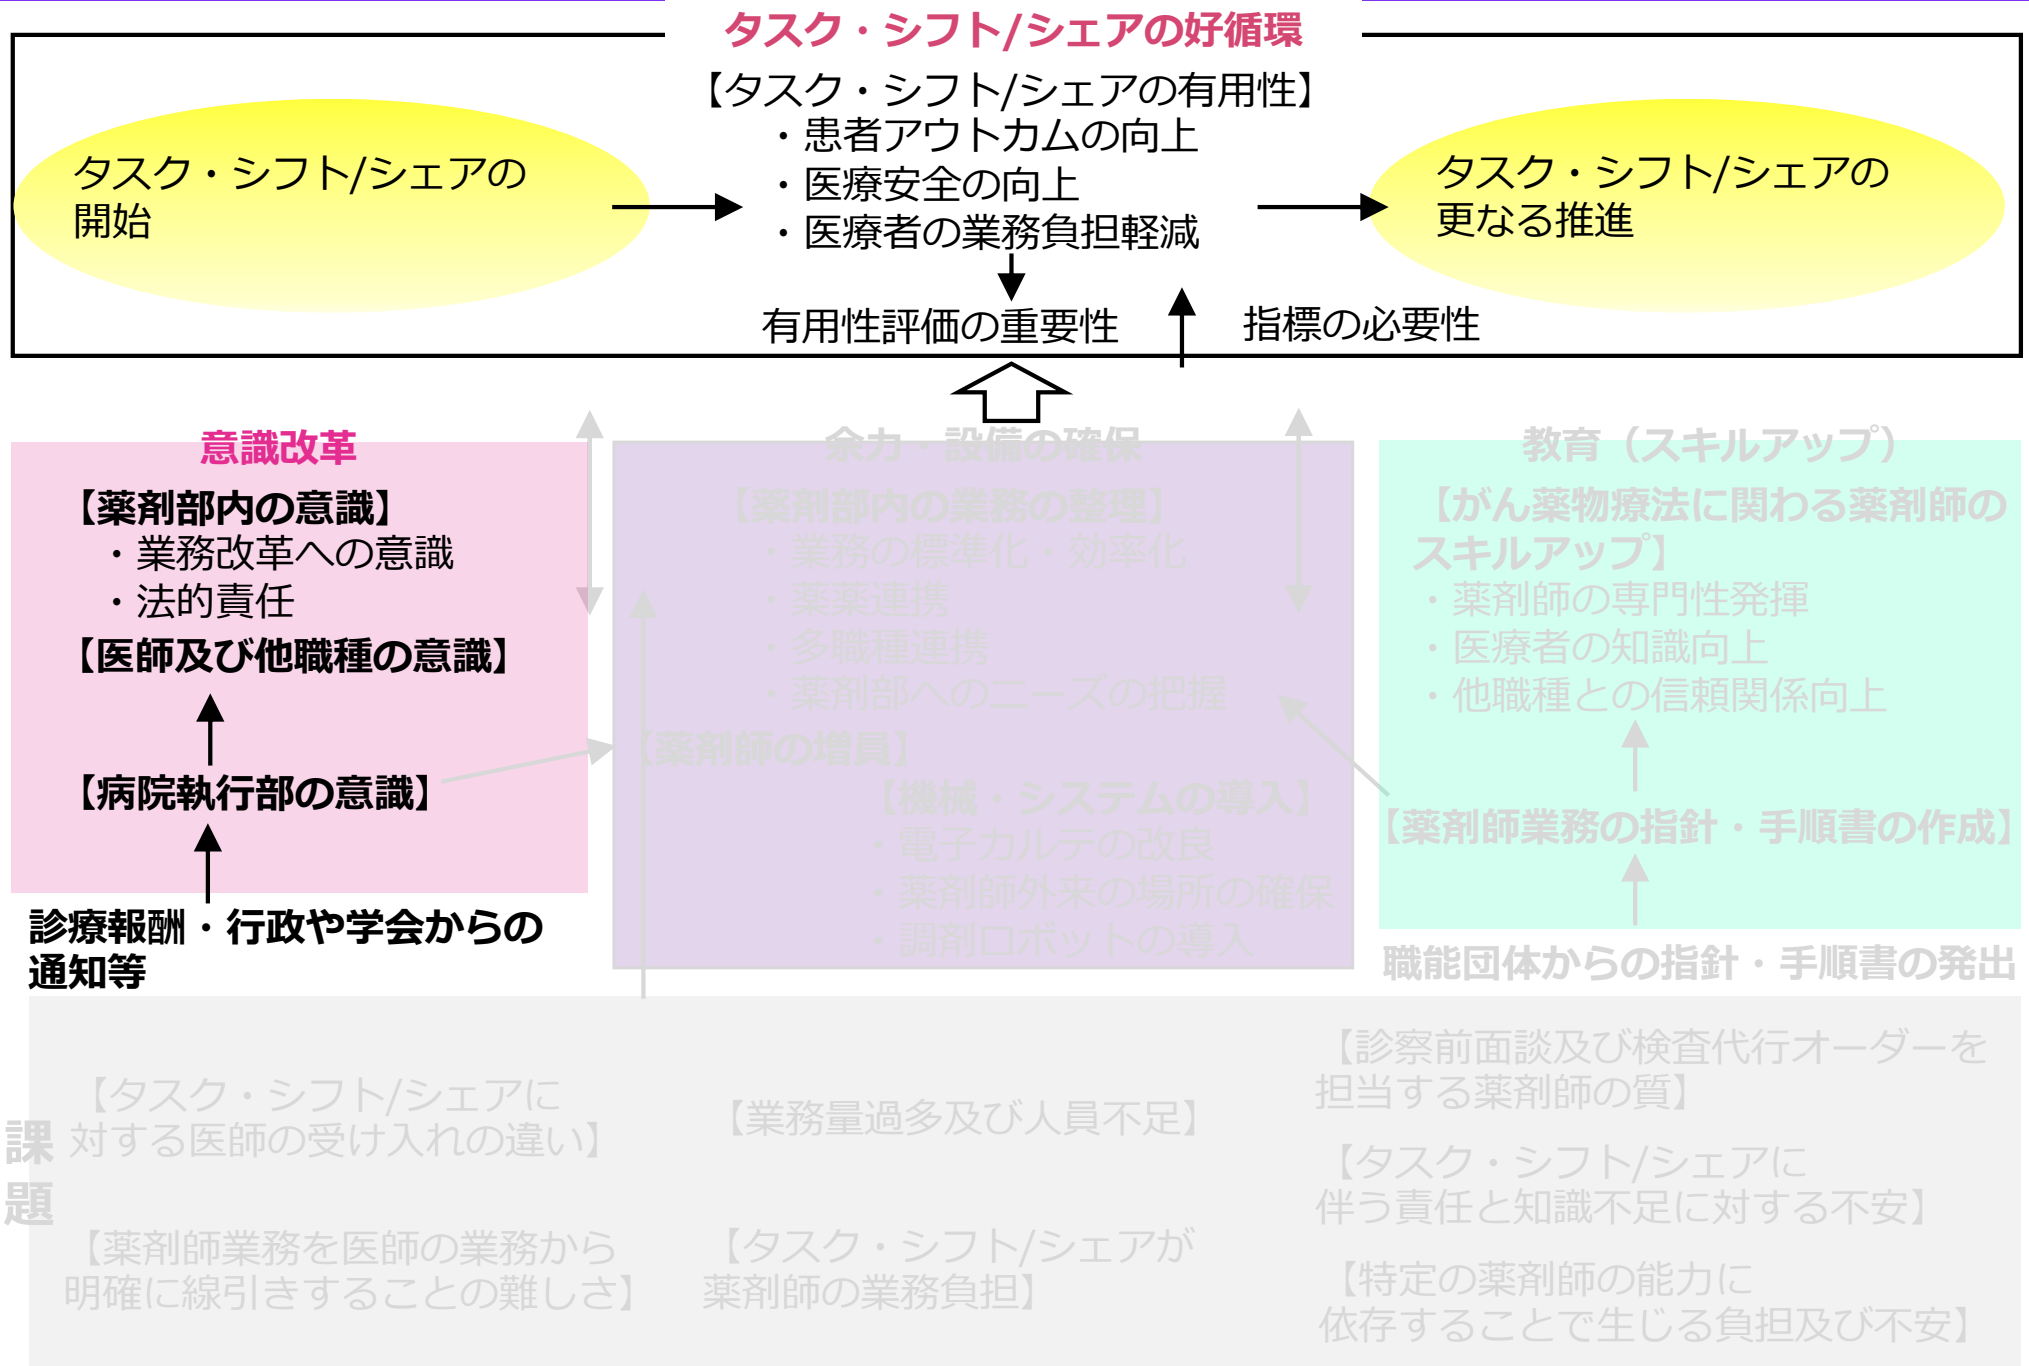 タスク・シフト/シェアの好循環
【タスク・シフト/シェアの有用性】
・患者アウトカムの向上
・医療安全の向上
・医療者の業務負担軽減
タスク・シフト/シェアの
開始
タスク・シフト/シェアの
更なる推進
有用性評価の重要性
指標の必要性
意識改革
【薬剤部内の意識】
・業務改革への意識
・法的責任
【医師及び他職種の意識】
【病院執行部の意識】
診療報酬・行政や学会からの
通知等
余力・設備の確保
【薬剤部内の業務の整理】
・業務の標準化・効率化
・薬薬連携
・多職種連携
・薬剤部へのニーズの把握
【薬剤師の増員】
【機械・システムの導入】
・電子カルテの改良
・薬剤師外来の場所の確保
・調剤ロボットの導入
教育（スキルアップ）
【がん薬物療法に関わる薬剤師の
スキルアップ】
・薬剤師の専門性発揮
・医療者の知識向上
・他職種との信頼関係向上
【薬剤師業務の指針・手順書の作成】
職能団体からの指針・手順書の発出
課
題
【タスク・シフト/シェアに
対する医師の受け入れの違い】
【薬剤師業務を医師の業務から
明確に線引きすることの難しさ】
【業務量過多及び人員不足】
【タスク・シフト/シェアが
薬剤師の業務負担】
【診察前面談及び検査代行オーダーを
担当する薬剤師の質】
【タスク・シフト/シェアに
伴う責任と知識不足に対する不安】
【特定の薬剤師の能力に
依存することで生じる負担及び不安】